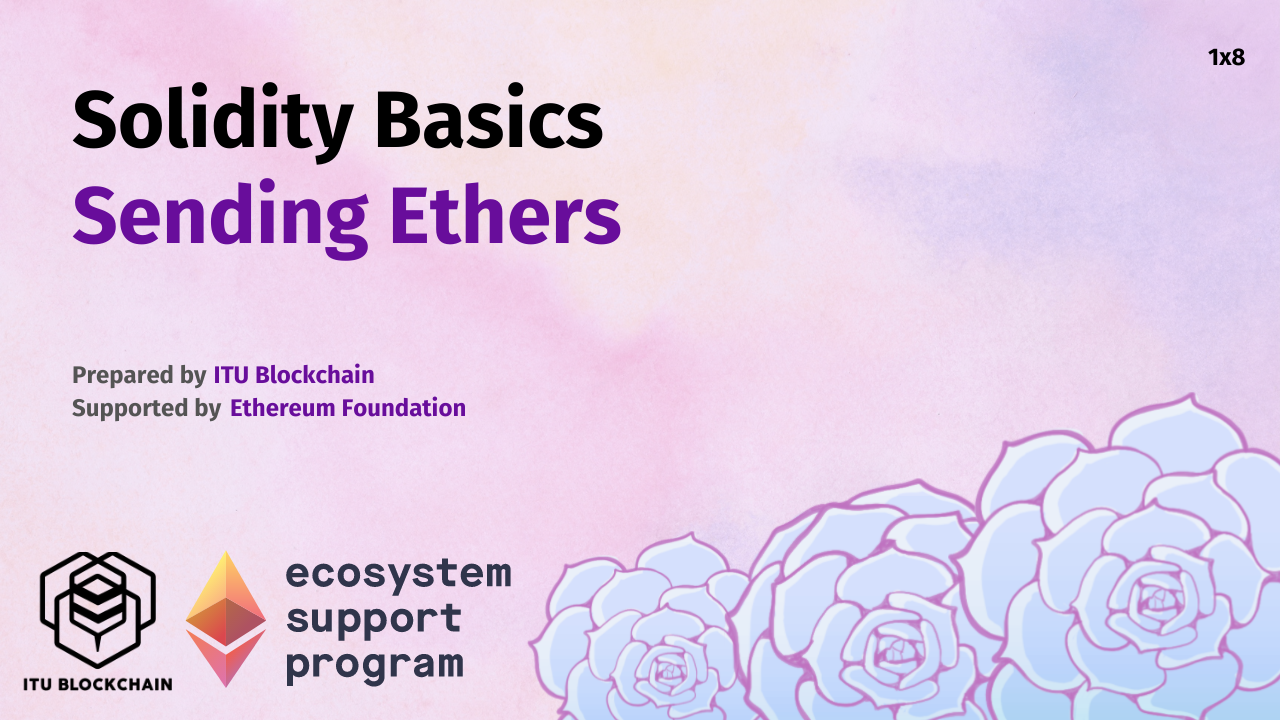 1x8
Solidity Basics
Sending Ethers
Prepared by ITU Blockchain
Supported by Ethereum Foundation
ITU BLOCKCHAIN
ecosystem
support
program